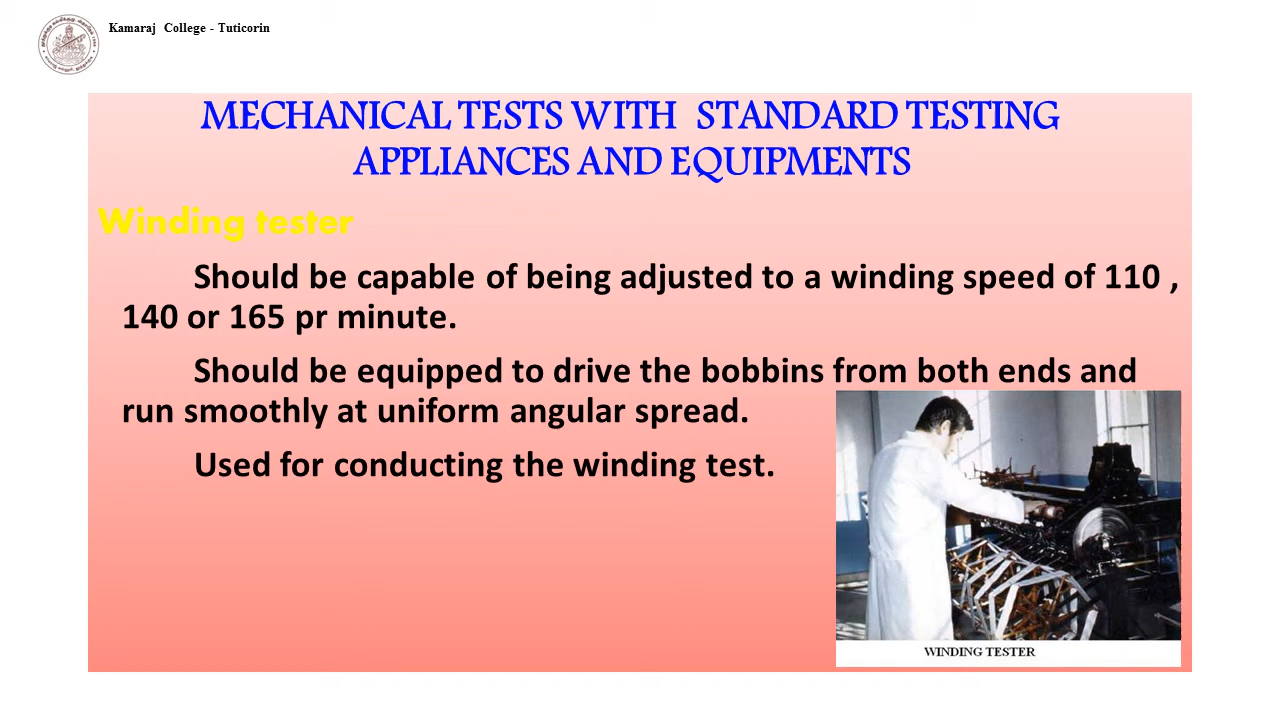 Kamaraj College - Tuticorin
MECHANICAL TESTS WITH STANDARD TESTING
APPLIANCES AND EQUIPMENTS
Winding tester
Should be capable of being adjusted to a winding speed of 110 ,
140 or 165 pr minute.
Should be equipped to drive the bobbins from both ends and
run smoothly at uniform angular spread.
Used for conducting the winding test.
WINDING TESTER